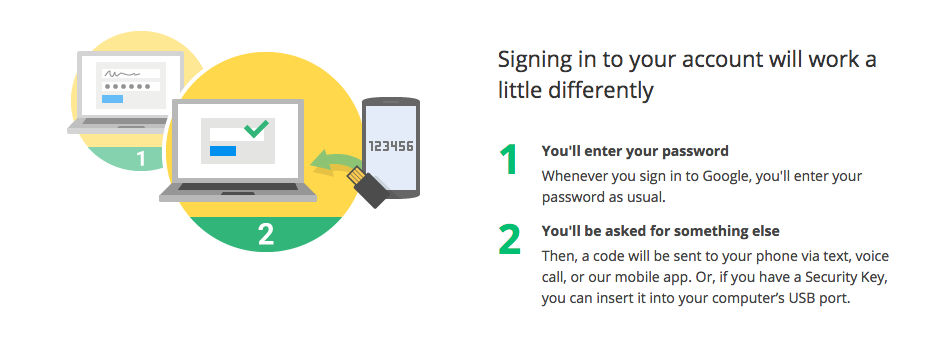 Signing in to your account will work a
little differently
1
You'll enter your password
Whenever you sign in to Google, you'll enter your
password as usual.
2
You'll be asked for something else
Then, a code will be sent to your phone via text, voice
call, or our mobile app. Or, if you have a Security Key,
you can insert it into your computer’s USB port.
1
123456
2